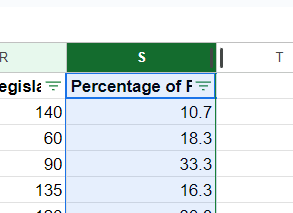 R S T
egisla Percentage of F
140 10.7
60 18.3
90 33.3
135 16.3